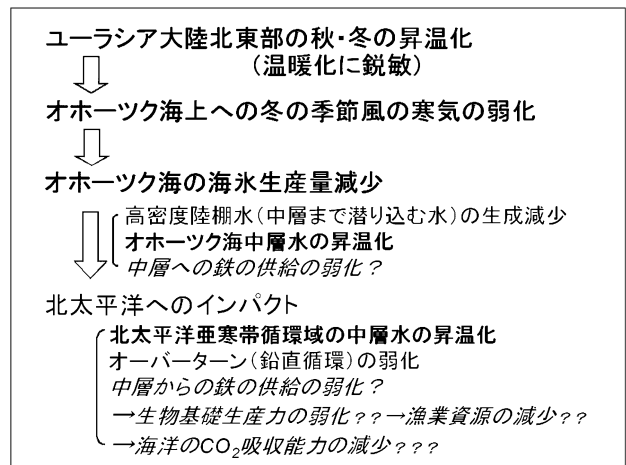 ユーラシア大陸北東部の秋・冬の昇温化
(温暖化に鋭敏)
オホーツク海上への冬の季節風の寒気の弱化
オホーツク海の海氷生産量減少
高密度陸棚水(中層まで潜り込む水)の生成減少
オホーツク海中層水の昇温化
中層への鉄の供給の弱化？
北太平洋へのインパクト
北太平洋亜寒帯循環域の中層水の昇温化
オーバーターン(鉛直循環)の弱化
中層からの鉄の供給の弱化？
→生物基礎生産力の弱化？？→漁業資源の減少？？
→海洋のCO₂吸収能力の減少？？？